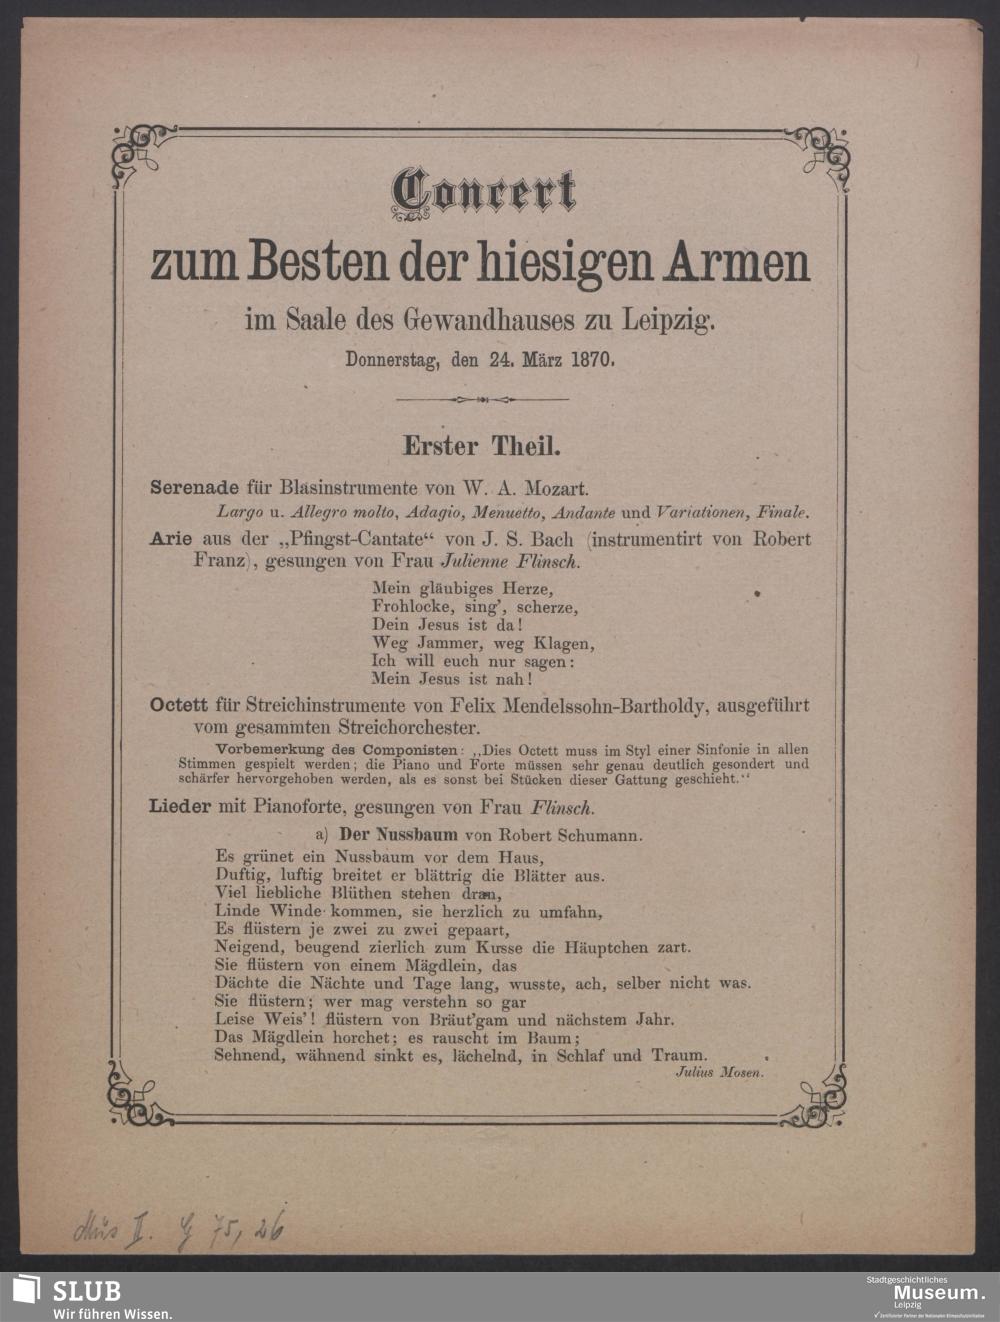 Concert
zum Besten der hiesigen Armen
im Saale des Gewandhauses zu Leipzig.
Donnerstag, den 24. März 1870.
Erster Theil.
Serenade für Blasinstrumente von W. A. Mozart.
Largo u. Allegro molto, Adagio, Menuetto, Andante und Variationen, Finale.
Arie aus der „Pfingst-Cantate“ von J. S. Bach (instrumentirt von Robert
Franz), gesungen von Frau Julienne Flinsch.
Mein gläubiges Herze,
Frohlocke, sing’, scherze,
Dein Jesus ist da!
Weg Jammer, weg Klagen,
Ich will euch nur sagen:
Mein Jesus ist nah!
Octett für Streichinstrumente von Felix Mendelssohn-Bartholdy, ausgeführt
vom gesammten Streichorchester.
Vorbemerkung des Componisten: „Dies Octett muss im Styl einer Sinfonie in allen
Stimmen gespielt werden; die Piano und Forte müssen sehr genau deutlich gesondert und
schärfer hervorgehoben werden, als es sonst bei Stücken dieser Gattung geschieht.“
Lieder mit Pianoforte, gesungen von Frau Flinsch.
a) Der Nussbaum von Robert Schumann.
Es grünet ein Nussbaum vor dem Haus,
Duftig, luftig breitet er blättrig die Blätter aus.
Viel liebliche Blüthen stehen dran,
Linde Winde kommen, sie herzlich zu umfahn,
Es flüstern je zwei zu zwei gepaart,
Neigend, beugend zierlich zum Kusse die Häuptchen zart.
Sie flüstern von einem Mägdlein, das
Dächte die Nächte und Tage lang, wusste, ach, selber nicht was.
Sie flüstern; wer mag verstehn so gar
Leise Weis’! flüstern von Bräut’gam und nächstem Jahr.
Das Mägdlein horchet; es rauscht im Baum;
Sehnend, wähnend sinkt es, lächelnd, in Schlaf und Traum.
Julius Mosen.
Mus II. G 75, 26
SLUB
Wir führen Wissen.
Stadtgeschichtliches
Museum.
Leipzig
Zertifizierter Partner der Nationalen Klimaschutzinitiative